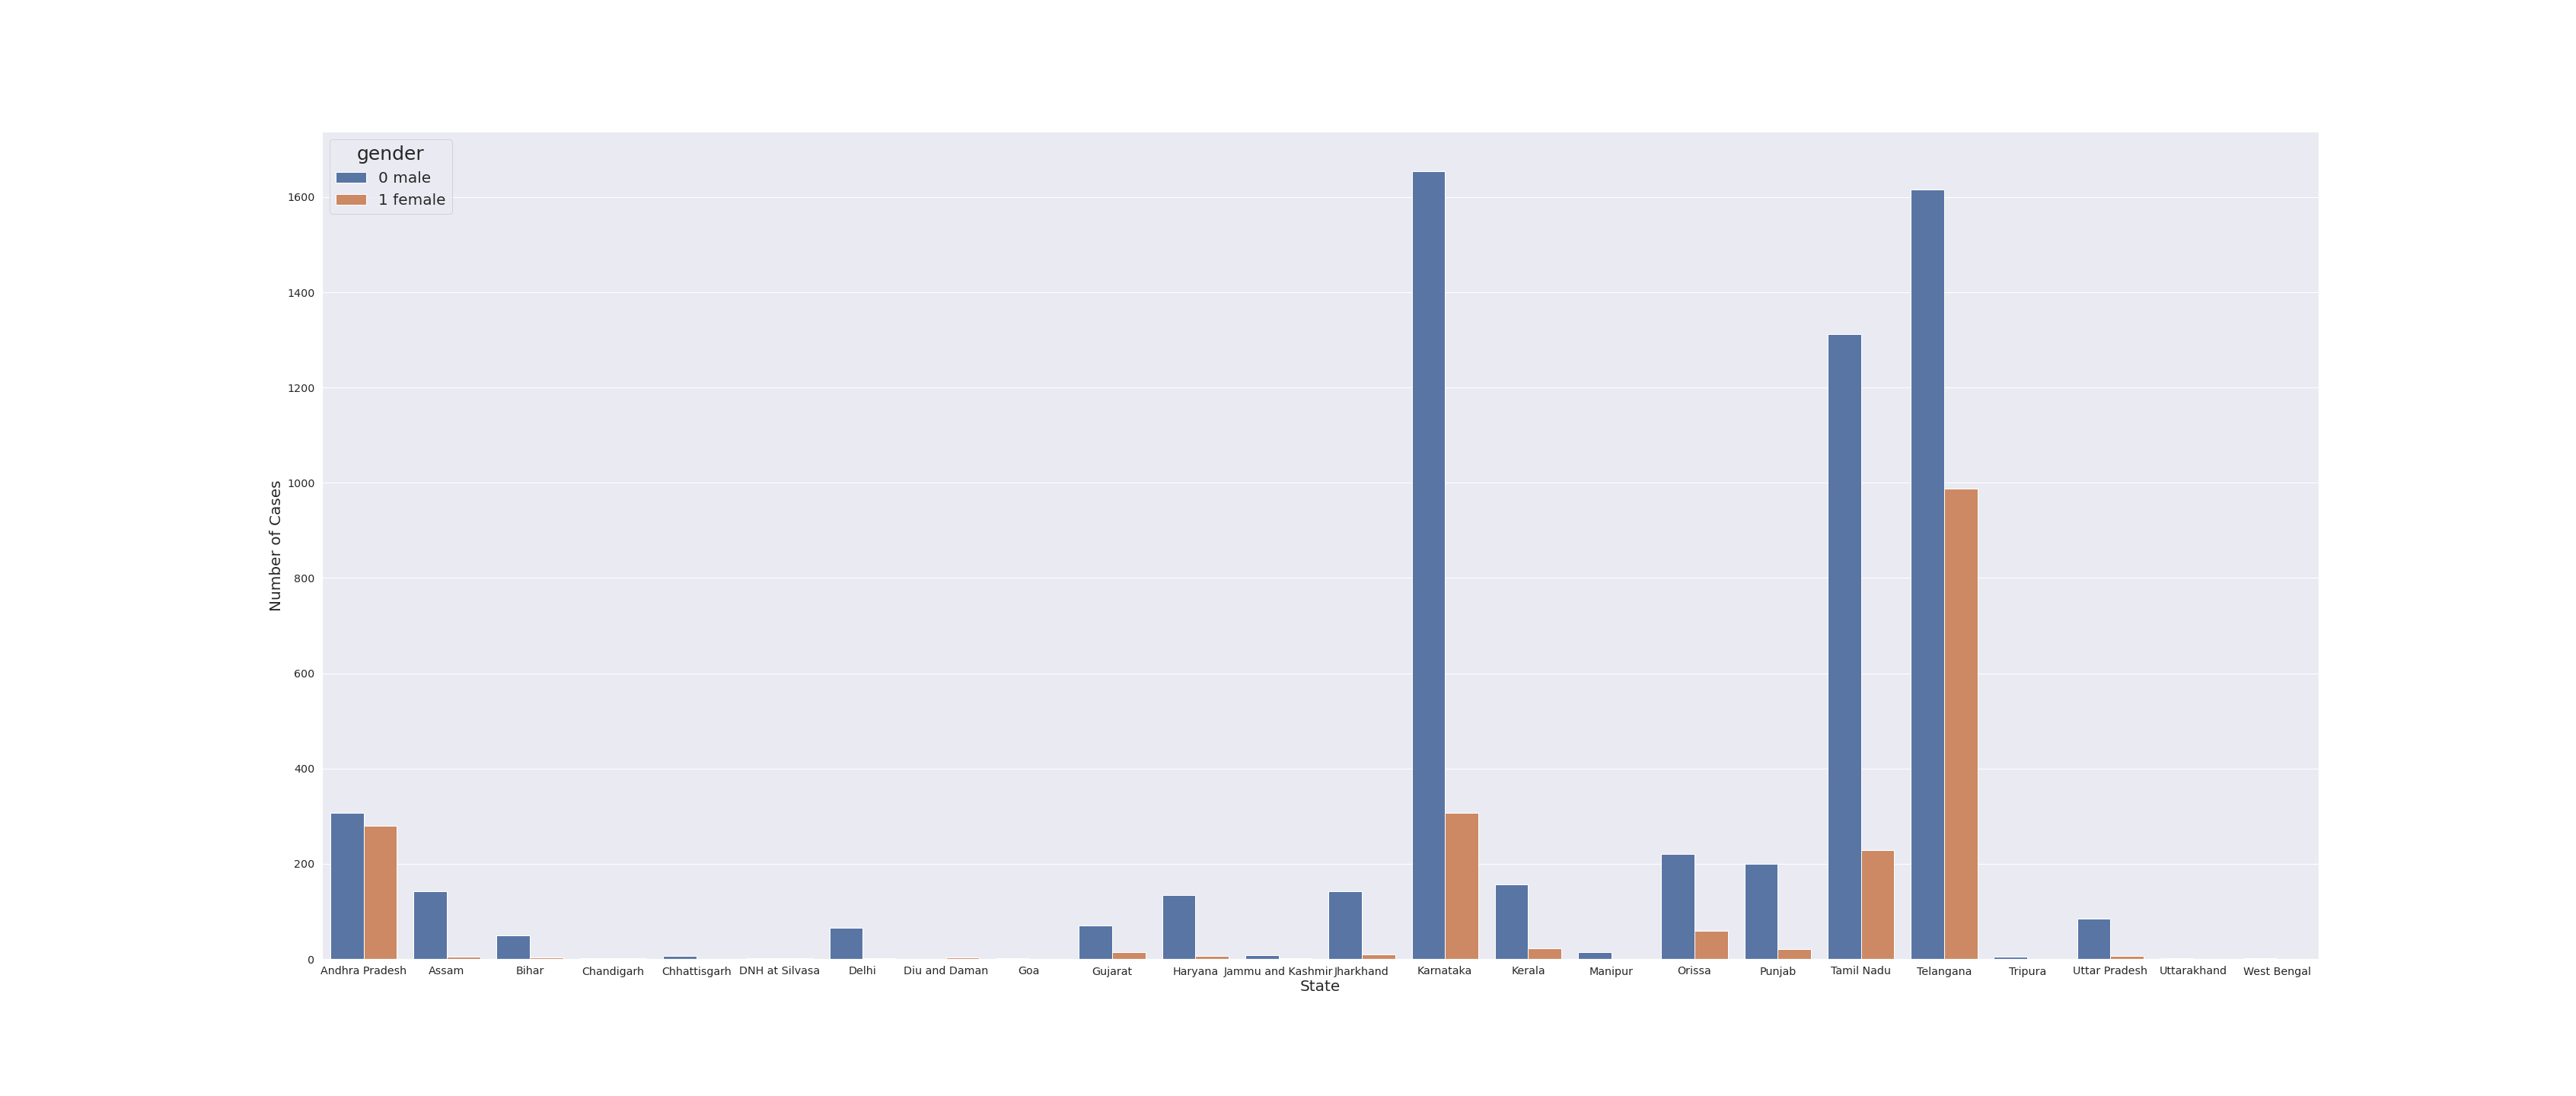 gender
0 male
1 female
1600
1400
1200
1000
800
600
400
200
0
Number of Cases
Andhra Pradesh Assam Bihar Chandigarh Chhattisgarh DNH at Silvasa Delhi Diu and Daman Goa Gujarat Haryana Jammu and Kashmir Jharkhand Karnataka Kerala Manipur Orissa Punjab Tamil Nadu Telangana Tripura Uttar Pradesh Uttarakhand West Bengal
State